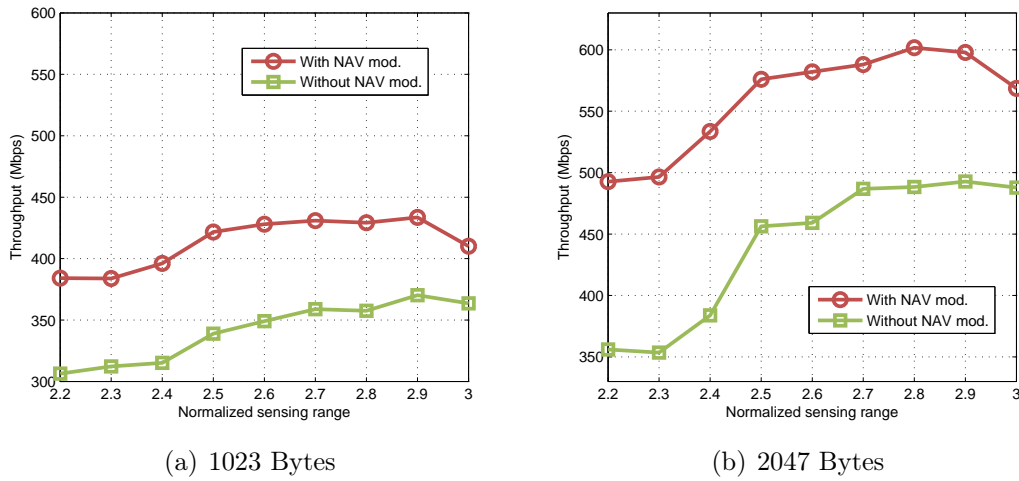 600
550
500
450
400
350
300
Throughput (Mbps)
With NAV mod.
Without NAV mod.
2.2 2.3 2.4 2.5 2.6 2.7 2.8 2.9 3
Normalized sensing range
(a) 1023 Bytes
600
550
500
450
400
350
Throughput (Mbps)
With NAV mod.
Without NAV mod.
2.2 2.3 2.4 2.5 2.6 2.7 2.8 2.9 3
Normalized sensing range
(b) 2047 Bytes